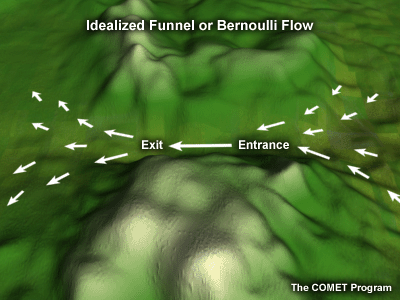 Idealized Funnel or Bernoulli Flow
Exit
Entrance
The COMET Program